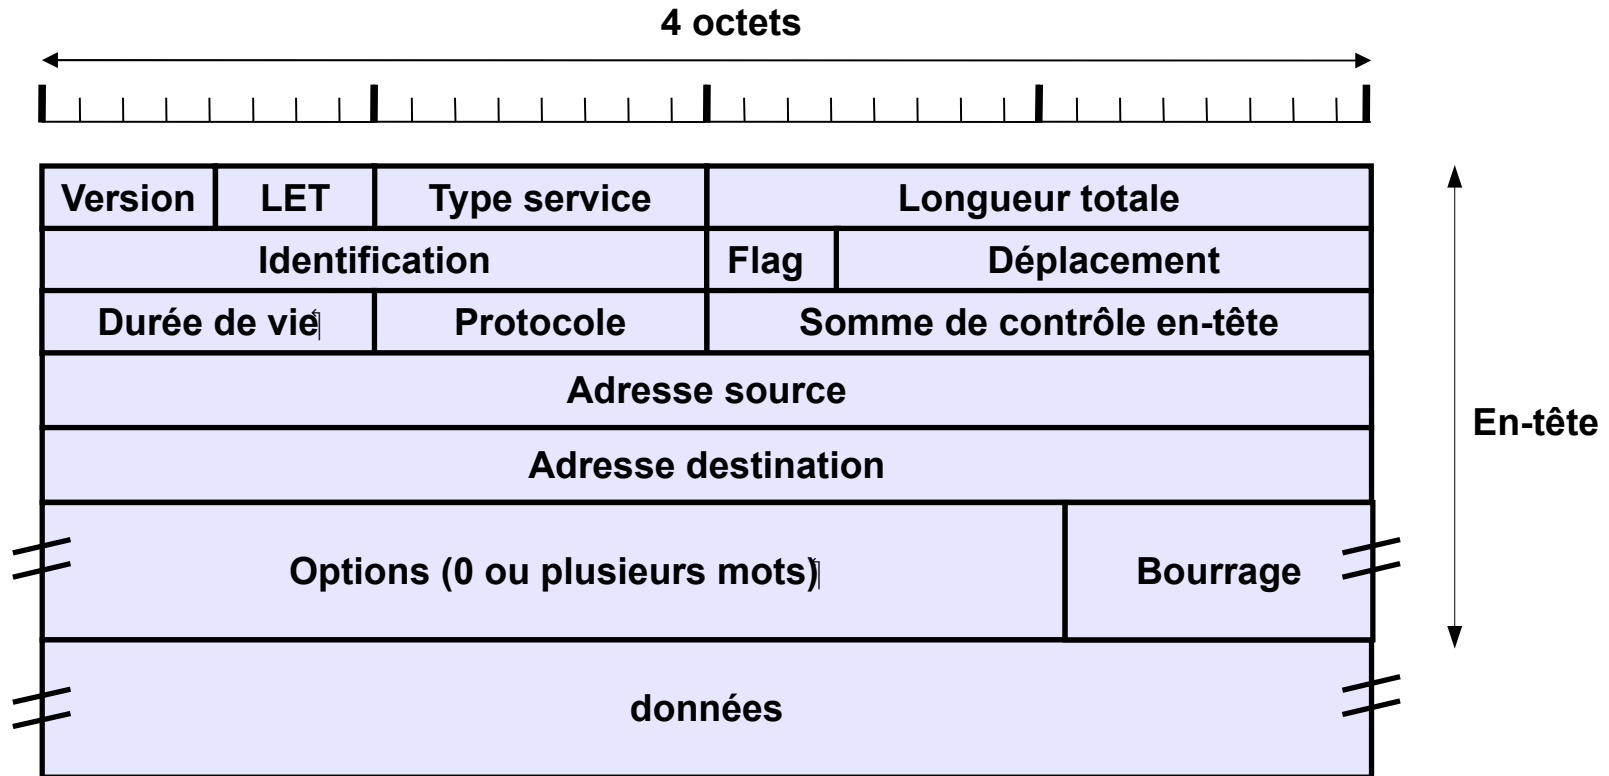 4 octets
Version LET Type service Longueur totale
Identification Flag Déplacement
Durée de vie Protocole Somme de contrôle en-tête
Adresse source
Adresse destination
En-tête
Options (0 ou plusieurs mots) Bourrage
données